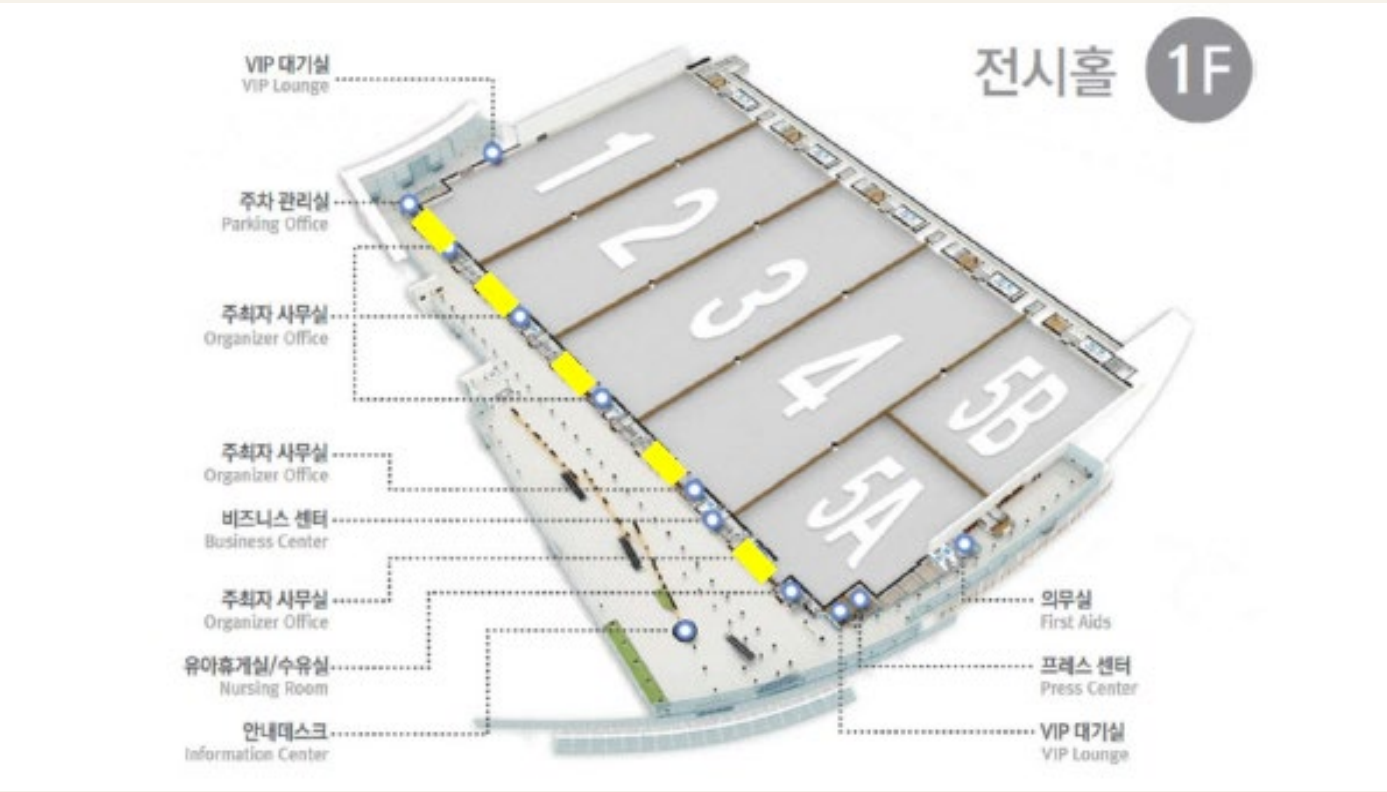 전시홀 1F
VIP 대기실
VIP Lounge
주차 관리실
Parking Office
주최자 사무실
Organizer Office
주최자 사무실
Organizer Office
비즈니스 센터
Business Center
주최자 사무실
Organizer Office
유아휴게실/수유실
Nursing Room
안내데스크
Information Center
1
2
3
4
5B
5A
의무실
First Aids
프레스 센터
Press Center
VIP 대기실
VIP Lounge